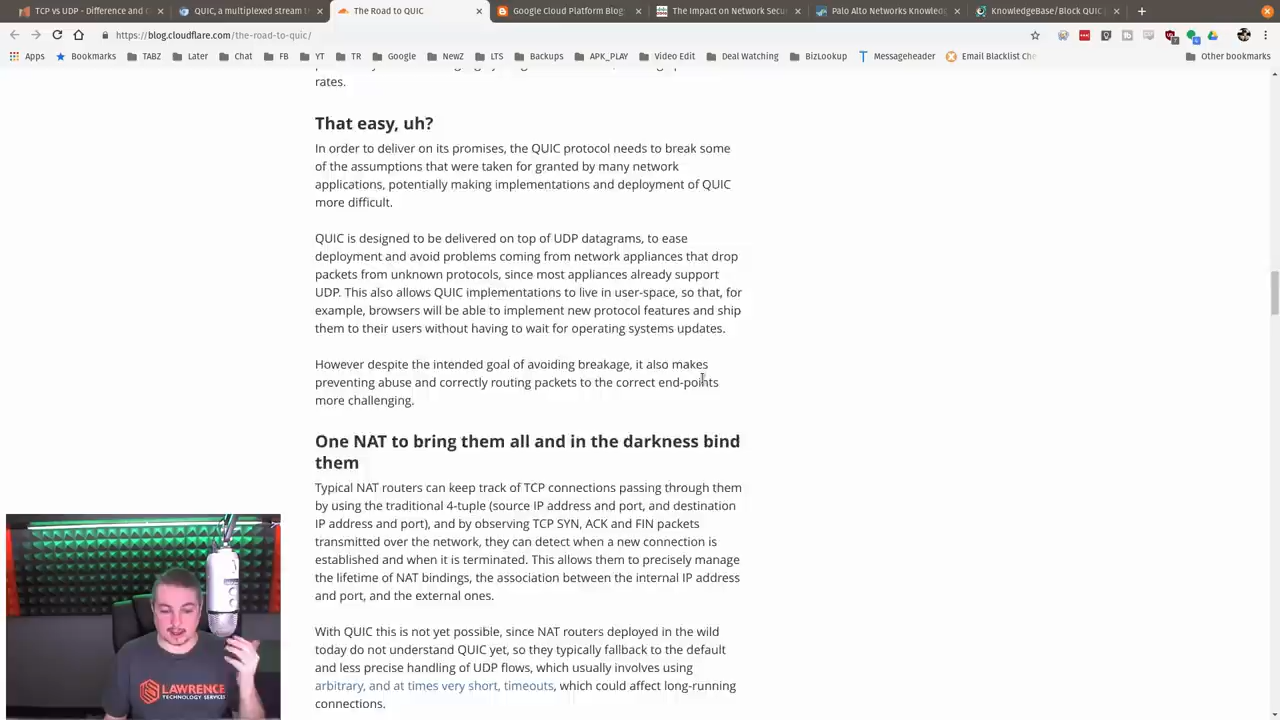 TCP vs UDP - Difference and C
QUIC, a multiplexed stream t
The Road to QUIC
Google Cloud Platform Blog:
The Impact on Network Secu
Palo Alto Networks Knowled
KnowledgeBase/Block QUIC
https://blog.cloudflare.com/the-road-to-quic/
Apps Bookmarks TABZ Later Chat FB YT TR Google NewZ LTS Backups APK_PLAY Video Edit Deal Watching BizLookup Messageheader Email Blacklist Che Other bookmarks
rates.
That easy, uh?
In order to deliver on its promises, the QUIC protocol needs to break some
of the assumptions that were taken for granted by many network
applications, potentially making implementations and deployment of QUIC
more difficult.
QUIC is designed to be delivered on top of UDP datagrams, to ease
deployment and avoid problems coming from network appliances that drop
packets from unknown protocols, since most appliances already support
UDP. This also allows QUIC implementations to live in user-space, so that, for
example, browsers will be able to implement new protocol features and ship
them to their users without having to wait for operating systems updates.
However despite the intended goal of avoiding breakage, it also makes
preventing abuse and correctly routing packets to the correct end-points
more challenging.
One NAT to bring them all and in the darkness bind
them
Typical NAT routers can keep track of TCP connections passing through them
by using the traditional 4-tuple (source IP address and port, and destination
IP address and port), and by observing TCP SYN, ACK and FIN packets
transmitted over the network, they can detect when a new connection is
established and when it is terminated. This allows them to precisely manage
the lifetime of NAT bindings, the association between the internal IP address
and port, and the external ones.
With QUIC this is not yet possible, since NAT routers deployed in the wild
today do not understand QUIC yet, so they typically fallback to the default
and less precise handling of UDP flows, which usually involves using
arbitrary, and at times very short, timeouts, which could affect long-running
connections.
LAWRENCE
TECHNOLOGY SERVICES